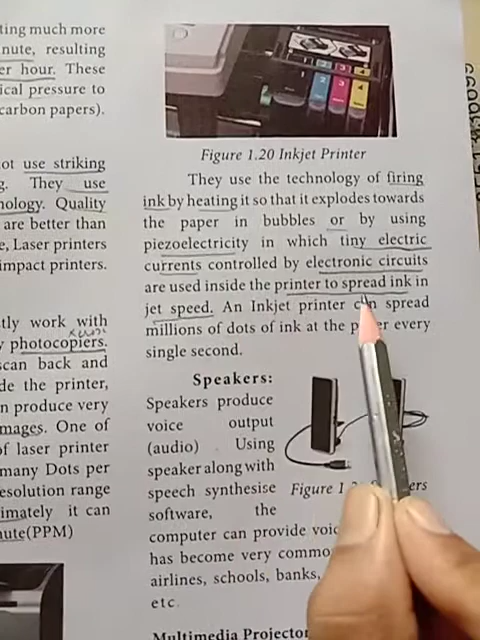 ting much more
nute, resulting
er hour. These
ical pressure to
carbon papers).
ot use striking
g. They use
nology. Quality
are better than
e, Laser printers
impact printers.
tly work with
photocopiers.
scan back and
de the printer,
n produce very
mages. One of
of laser printer
many Dots per
esolution range
imately it can
nute(PPM)
Figure 1.20 Inkjet Printer
They use the technology of firing
ink by heating it so that it explodes towards
the paper in bubbles or by using
piezoelectricity in which tiny electric
currents controlled by electronic circuits
are used inside the printer to spread ink in
jet speed. An Inkjet printer can spread
millions of dots of ink at the paper every
single second.
Speakers:
Speakers produce
voice output
(audio) Using
speaker along with
speech synthesise
software, the
computer can provide voic
has become very commo
airlines, schools, banks,
etc.
Figure 1
ers
Multimedia Projector